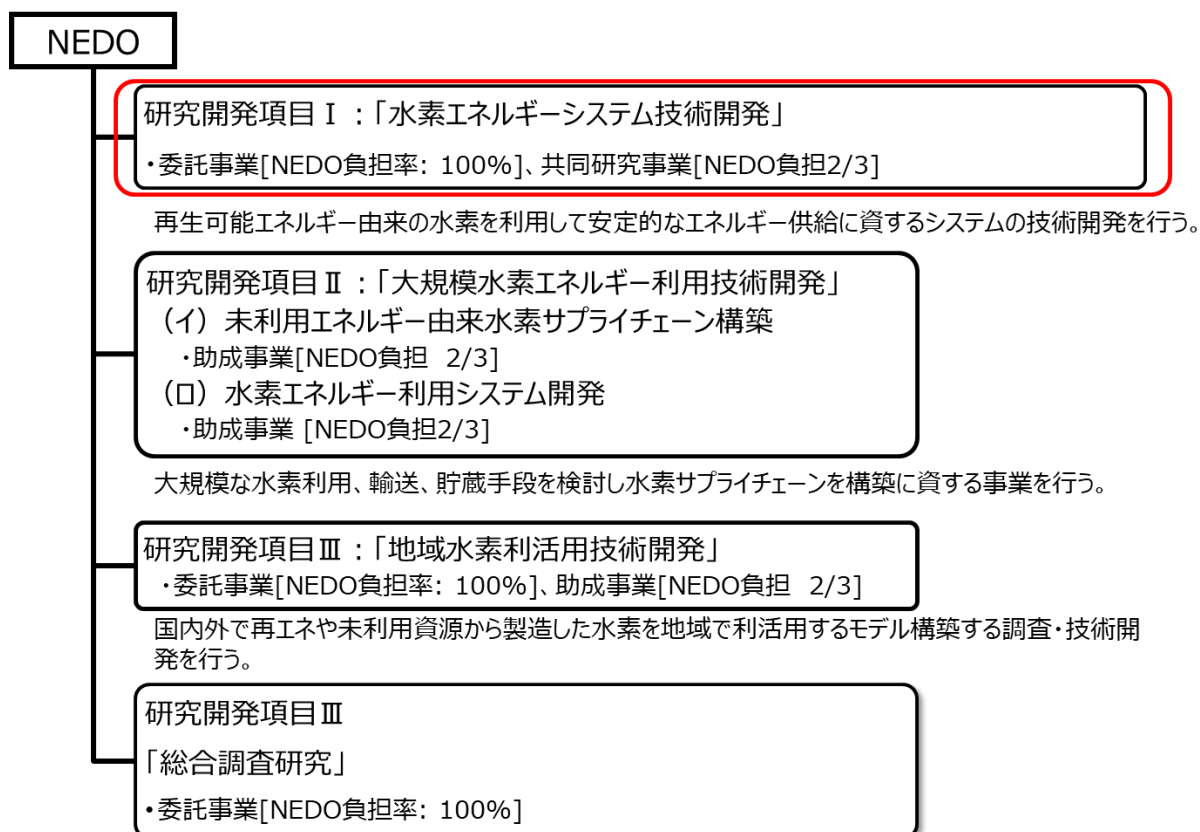 NEDO
研究開発項目Ⅰ:「水素エネルギーシステム技術開発」
・委託事業[NEDO負担率: 100%]、共同研究事業[NEDO負担2/3]
再生可能エネルギー由来の水素を利用して安定的なエネルギー供給に資するシステムの技術開発を行う。
研究開発項目Ⅱ:「大規模水素エネルギー利用技術開発」
(イ) 未利用エネルギー由来水素サプライチェーン構築
・助成事業[NEDO負担 2/3]
(ロ) 水素エネルギー利用システム開発
・助成事業 [NEDO負担2/3]
大規模な水素利用、輸送、貯蔵手段を検討し水素サプライチェーンを構築に資する事業を行う。
研究開発項目Ⅲ:「地域水素利活用技術開発」
・委託事業[NEDO負担率: 100%]、助成事業[NEDO負担 2/3]
国内外で再エネや未利用資源から製造した水素を地域で利活用するモデル構築する調査・技術開
発を行う。
研究開発項目Ⅲ
「総合調査研究」
・委託事業[NEDO負担率: 100%]